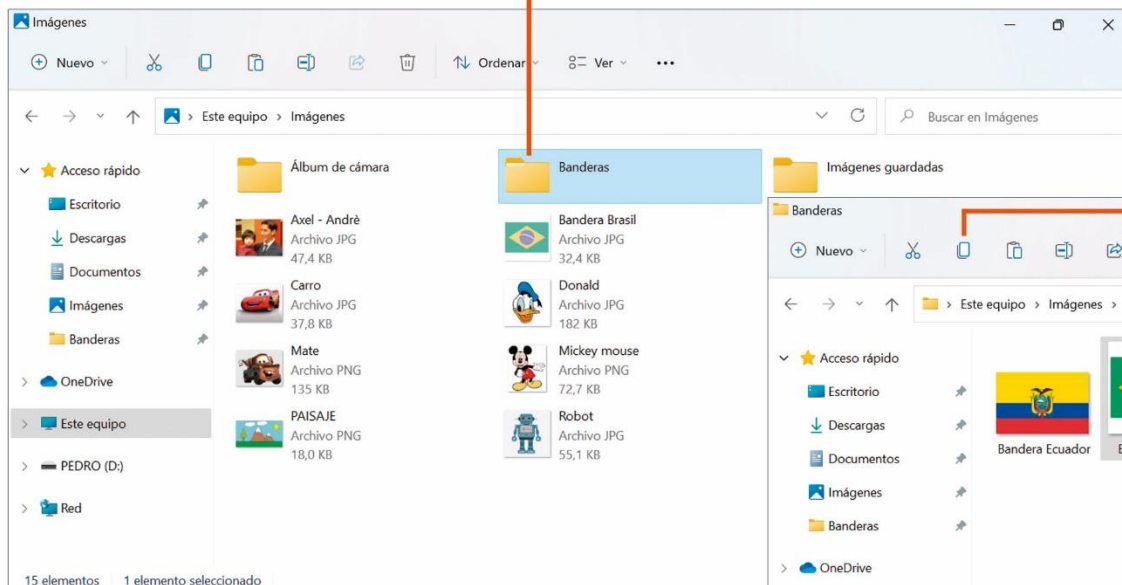 Imágenes
Nuevo
Ordenar
Ver
Este equipo > Imágenes
Buscar en Imágenes
Acceso rápido
Escritorio
Descargas
Documentos
Imágenes
Banderas
OneDrive
Este equipo
PEDRO (D:)
Red
Álbum de cámara
Banderas
Imágenes guardadas
Axel - Andrè
Archivo JPG
47,4 KB
Bandera Brasil
Archivo JPG
32,4 KB
Carro
Archivo JPG
37,8 KB
Donald
Archivo JPG
182 KB
Mate
Archivo PNG
135 KB
Mickey mouse
Archivo PNG
72,7 KB
PAISAJE
Archivo PNG
18,0 KB
Robot
Archivo JPG
55,1 KB
15 elementos
1 elemento seleccionado
Banderas
Nuevo
Este equipo > Imágenes >
Acceso rápido
Escritorio
Descargas
Documentos
Imágenes
Banderas
OneDrive
Bandera Ecuador